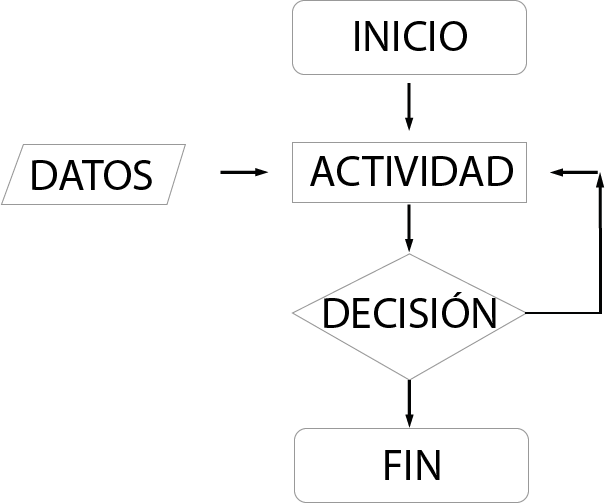 INICIO
DATOS
ACTIVIDAD
DECISIÓN
FIN